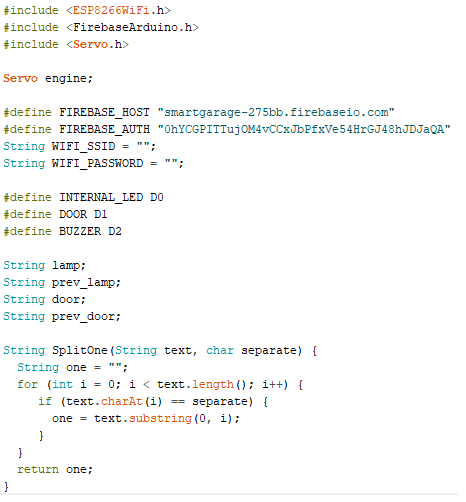 #include <ESP8266WiFi.h>
#include <FirebaseArduino.h>
#include <Servo.h>

Servo engine;

#define FIREBASE_HOST "smartgarage-275bb.firebaseio.com"
#define FIREBASE_AUTH "0hYCGPITTujOM4vCCxJbPfxVe54HrGJ48hJDJaQA"
String WIFI_SSID = "";
String WIFI_PASSWORD = "";

#define INTERNAL_LED D0
#define DOOR D1
#define BUZZER D2

String lamp;
String prev_lamp;
String door;
String prev_door;

String SplitOne(String text, char separate) {
  String one = "";
  for (int i = 0; i < text.length(); i++) {
     if (text.charAt(i) == separate) {
       one = text.substring(0, i);
     }
  }
  return one;
}